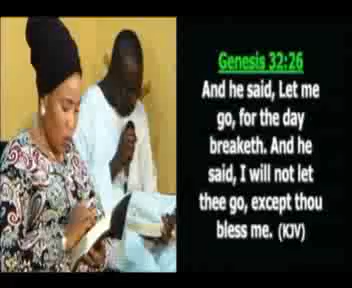 Genesis 32:26
And he said, Let me
go, for the day
breaketh. And he
said, I will not let
thee go, except thou
bless me. (KJV)